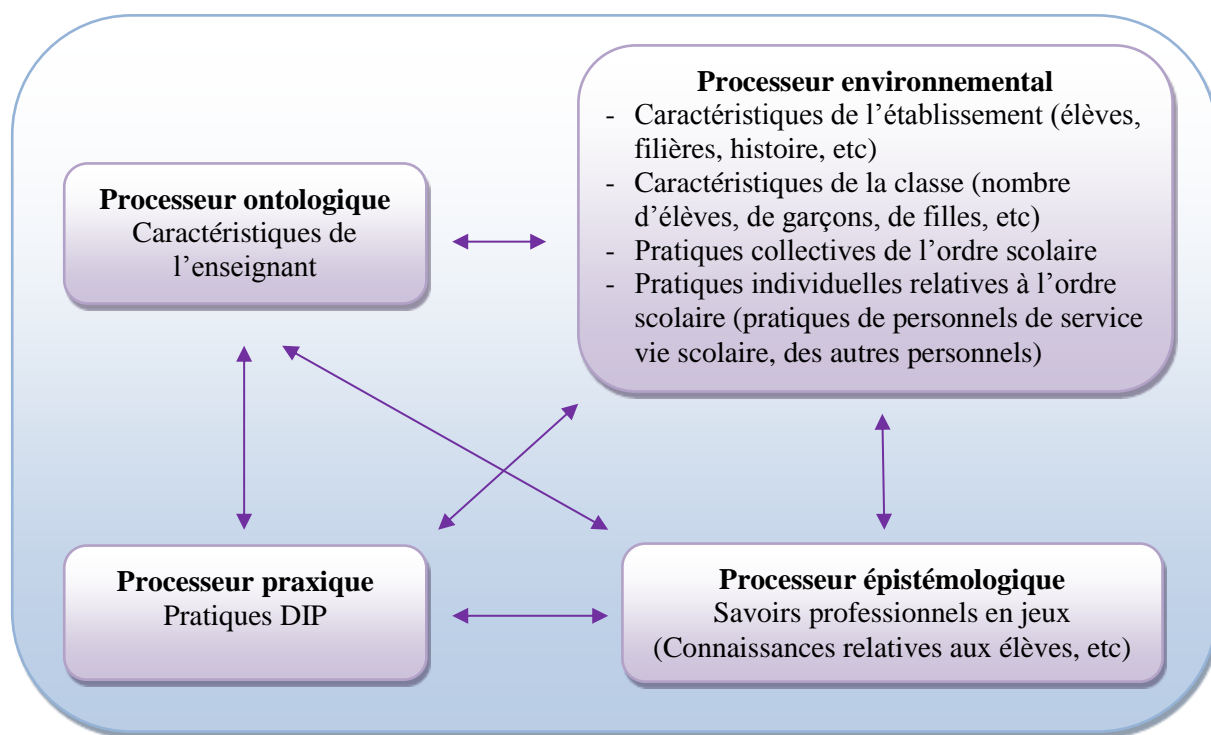 Processeur environnemental
- Caractéristiques de l’établissement (élèves,
filières, histoire, etc)
- Caractéristiques de la classe (nombre
d’élèves, de garçons, de filles, etc)
- Pratiques collectives de l’ordre scolaire
- Pratiques individuelles relatives à l’ordre
scolaire (pratiques de personnels de service
vie scolaire, des autres personnels)
Processeur ontologique
Caractéristiques de
l’enseignant
Processeur praxique
Pratiques DIP
Processeur épistémologique
Savoirs professionnels en jeux
(Connaissances relatives aux élèves, etc)